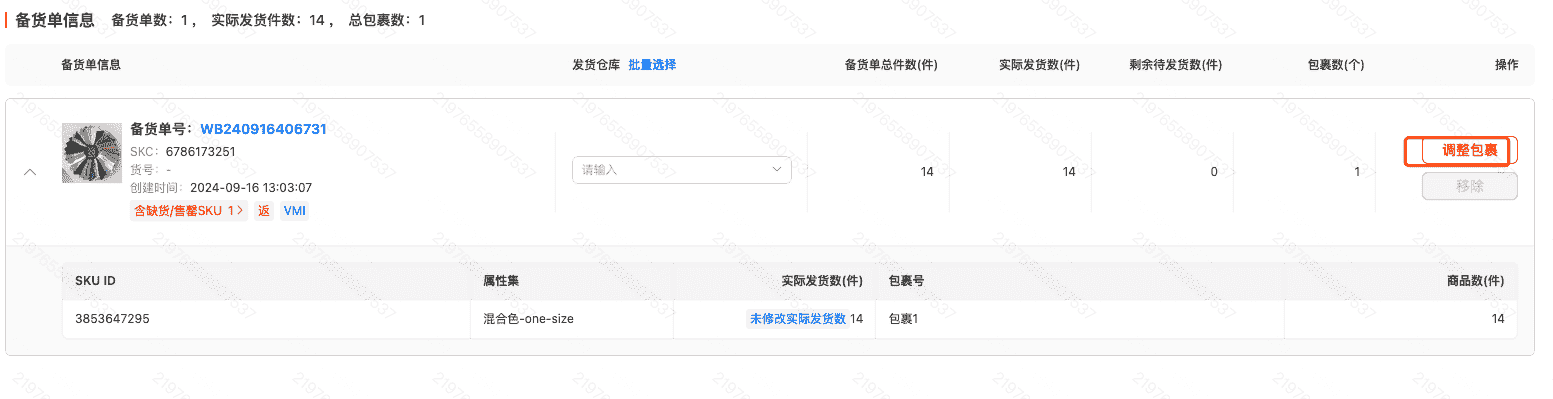 备货单信息 备货单数：1 ， 实际发货件数：14 ， 总包裹数：1
备货单信息 发货仓库 批量选择 备货单总件数(件) 实际发货数(件) 剩余待发货数(件) 包裹数(个) 操作
备货单号：WB240916406731
SKC：6786173251
货号：-
创建时间：2024-09-16 13:03:07
含缺货/售罄SKU 1 返 VMI
请输入 14 14 0 1 调整包裹
移除
SKU ID 属性集 实际发货数(件) 包裹号 商品数(件)
3853647295 混合色-one-size 未修改实际发货数 14 包裹1 14